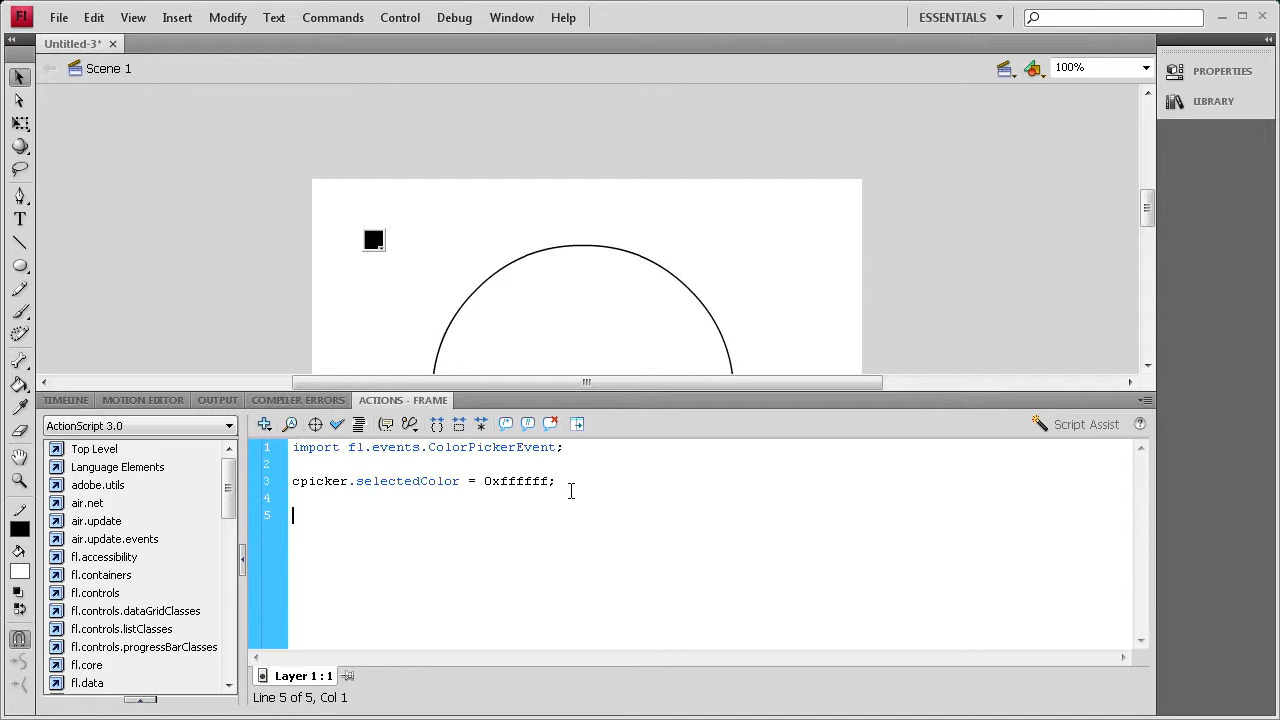 Fl File Edit View Insert Modify Text Commands Control Debug Window Help ESSENTIALS
Untitled-3*
Scene 1 100%
PROPERTIES
LIBRARY
TIMELINE MOTION EDITOR OUTPUT COMPILER ERRORS ACTIONS - FRAME
ActionScript 3.0 Script Assist
Top Level
Language Elements
adobe.utils
air.net
air.update
air.update.events
fl.accessibility
fl.containers
fl.controls
fl.controls.dataGridClasses
fl.controls.listClasses
fl.controls.progressBarClasses
fl.core
fl.data
1 import fl.events.ColorPickerEvent;
2
3 cpicker.selectedColor = 0xffffff;
4
5
Layer 1 : 1
Line 5 of 5, Col 1